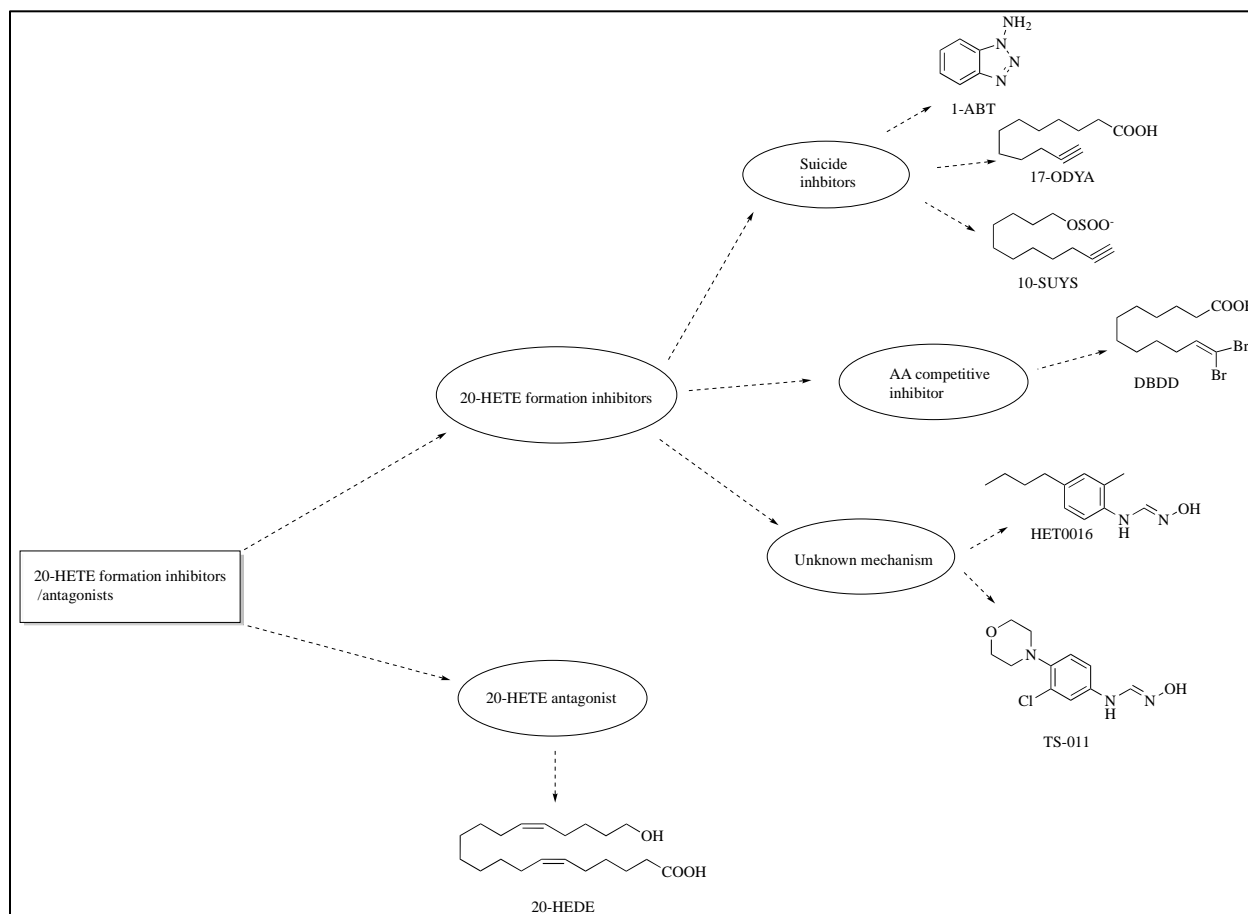 NH2
N
N
N
1-ABT
COOH
17-ODYA
Suicide
inhbitors
OSOO-
10-SUYS
COOH
Br
Br
DBDD
AA competitive
inhibitor
20-HETE formation inhibitors
N
H
N
OH
HET0016
Unknown mechanism
20-HETE formation inhibitors
/antagonists
O
N
Cl
N
H
N
OH
TS-011
20-HETE antagonist
OH
COOH
20-HEDE